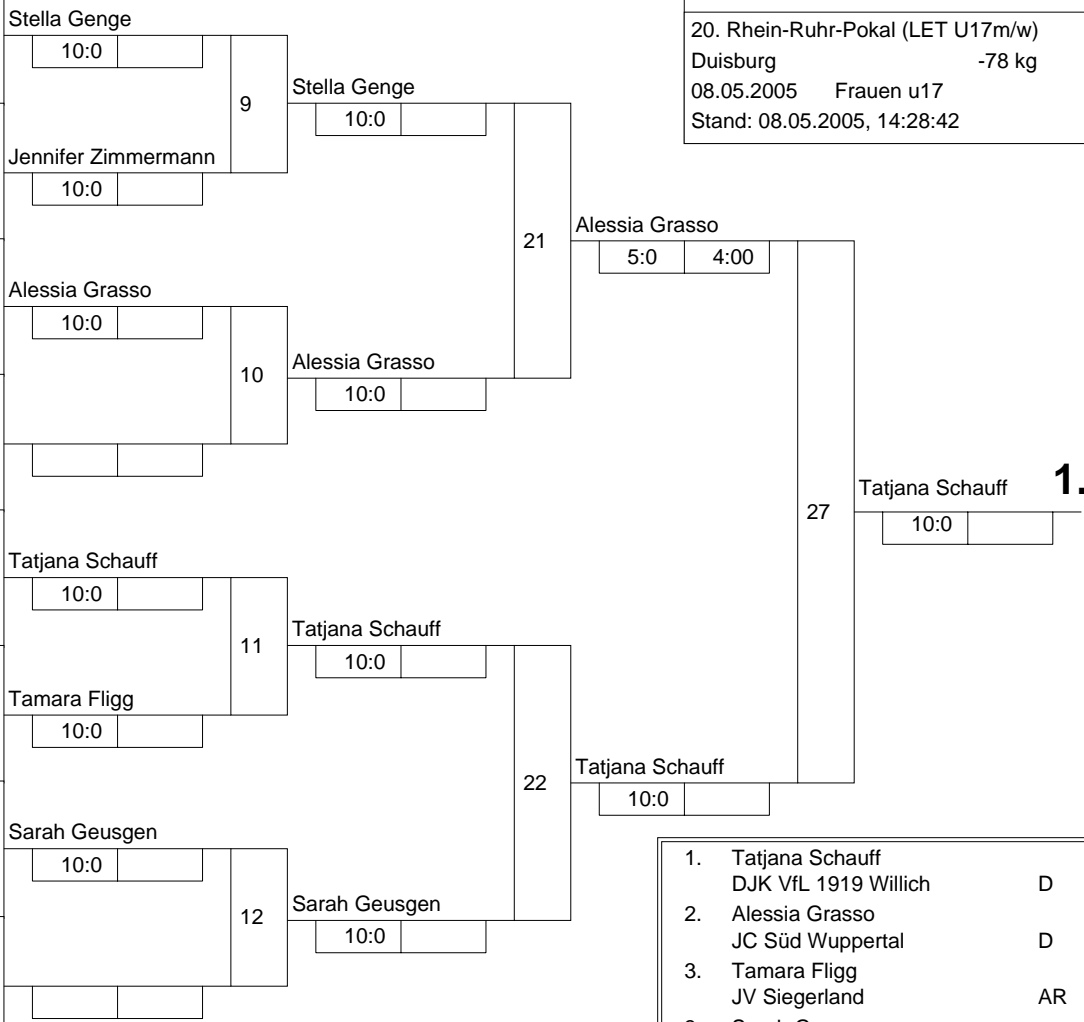 Stella Genge
10:0
9
Jennifer Zimmermann
10:0
Alessia Grasso
10:0
10
Tatjana Schauff
10:0
11
Tamara Fligg
10:0
Sarah Geusgen
10:0
12
Stella Genge
10:0
21
Alessia Grasso
10:0
Tatjana Schauff
10:0
22
Sarah Geusgen
10:0
Alessia Grasso
5:0 4:00
27
Tatjana Schauff
10:0
Tatjana Schauff 1.
10:0
20. Rhein-Ruhr-Pokal (LET U17m/w)
Duisburg -78 kg
08.05.2005 Frauen u17
Stand: 08.05.2005, 14:28:42
1. Tatjana Schauff
DJK VfL 1919 Willich D
2. Alessia Grasso
JC Süd Wuppertal D
3. Tamara Fligg
JV Siegerland AR